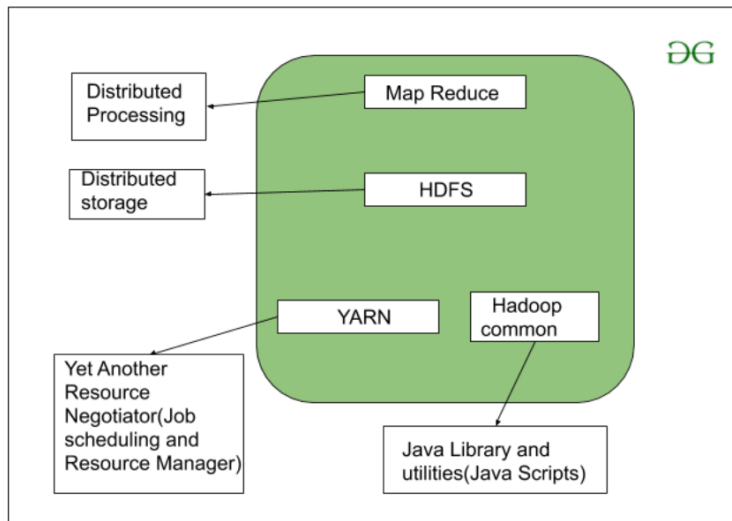 Distributed
Processing
Map Reduce
Distributed
storage
HDFS
YARN
Hadoop
common
Yet Another
Resource
Negotiator(Job
scheduling and
Resource Manager)
Java Library and
utilities(Java Scripts)